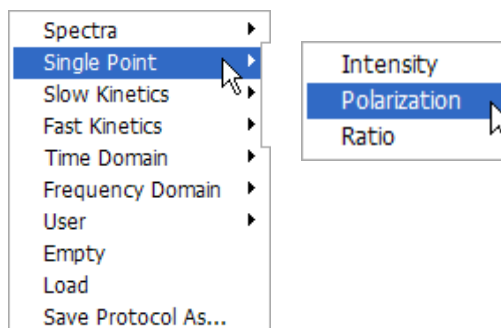 Spectra
Single Point
Slow Kinetics
Fast Kinetics
Time Domain
Frequency Domain
User
Empty
Load
Save Protocol As...
Intensity
Polarization
Ratio